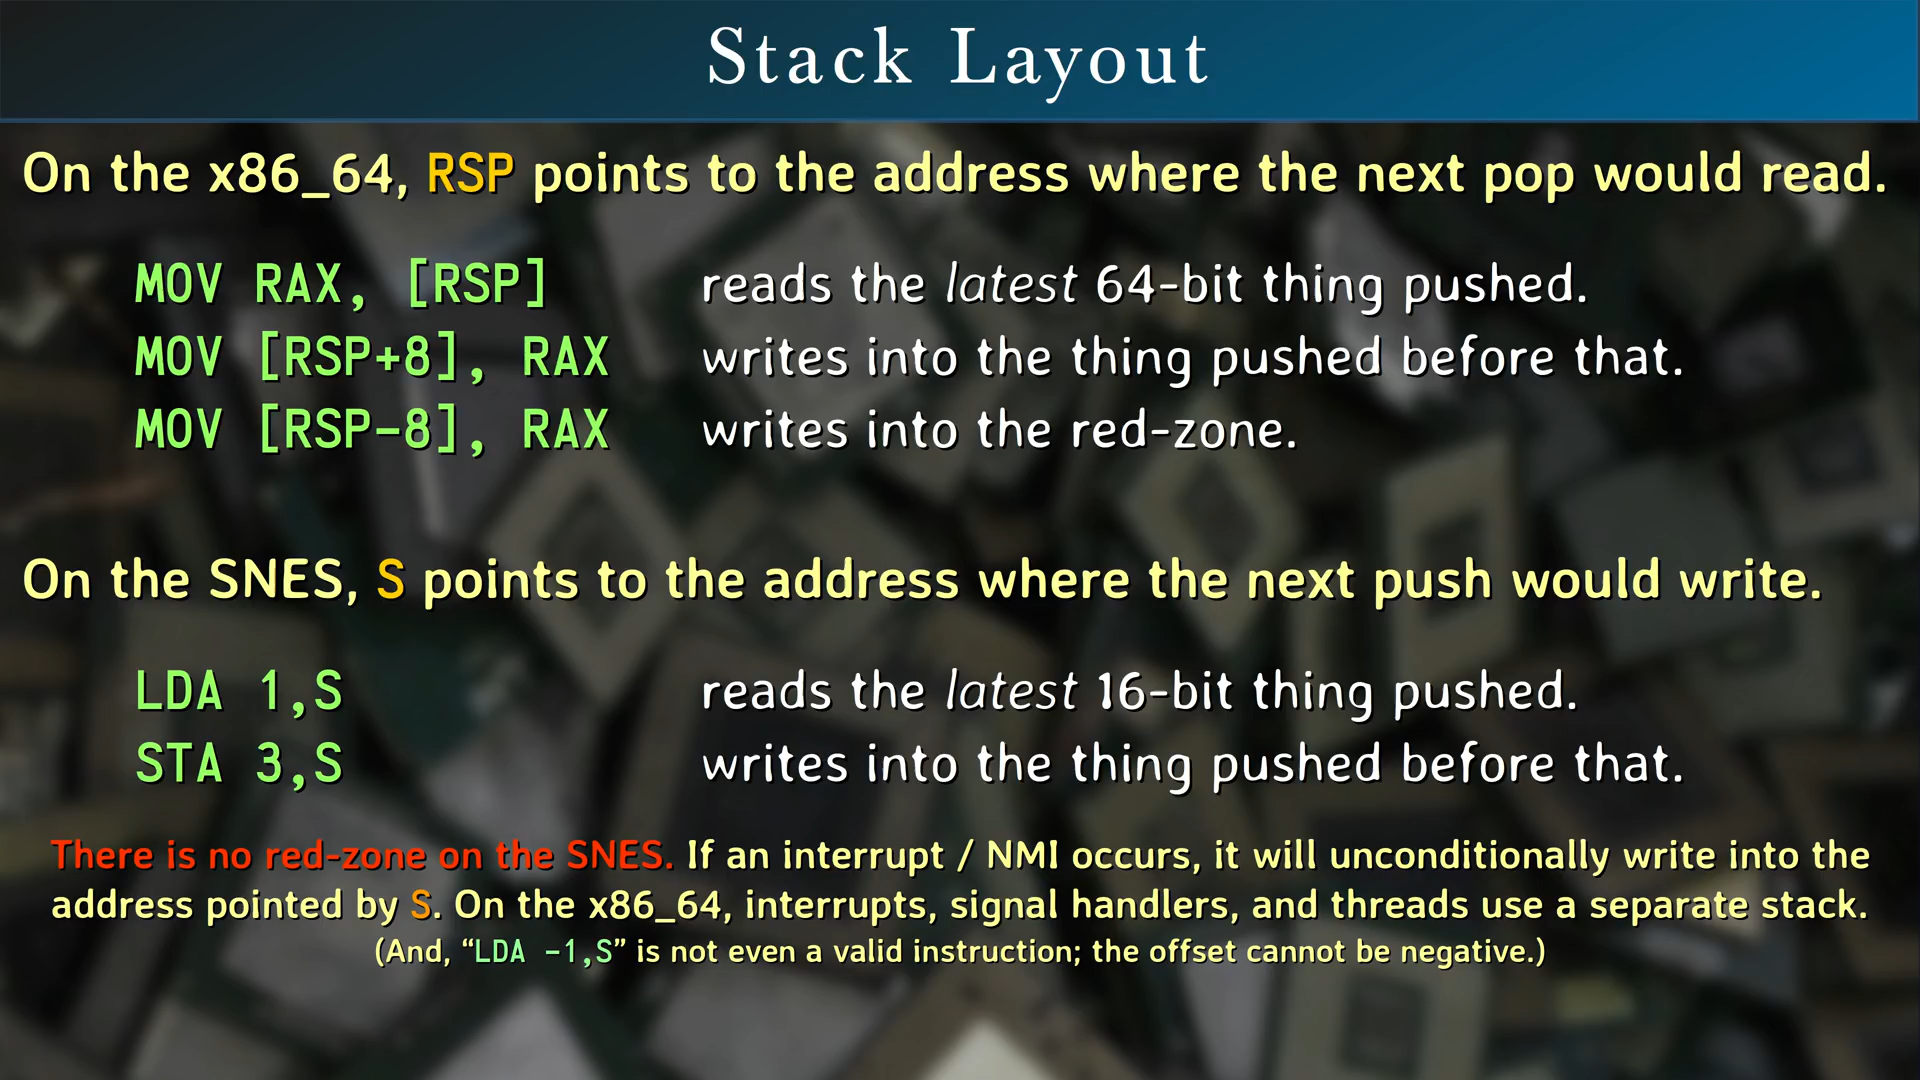 Stack Layout
On the x86_64, RSP points to the address where the next pop would read.
MOV RAX, [RSP] reads the latest 64-bit thing pushed.
MOV [RSP+8], RAX writes into the thing pushed before that.
MOV [RSP-8], RAX writes into the red-zone.
On the SNES, S points to the address where the next push would write.
LDA 1,S reads the latest 16-bit thing pushed.
STA 3,S writes into the thing pushed before that.
There is no red-zone on the SNES. If an interrupt / NMI occurs, it will unconditionally write into the
address pointed by S. On the x86_64, interrupts, signal handlers, and threads use a separate stack.
(And, “LDA -1,S” is not even a valid instruction; the offset cannot be negative.)